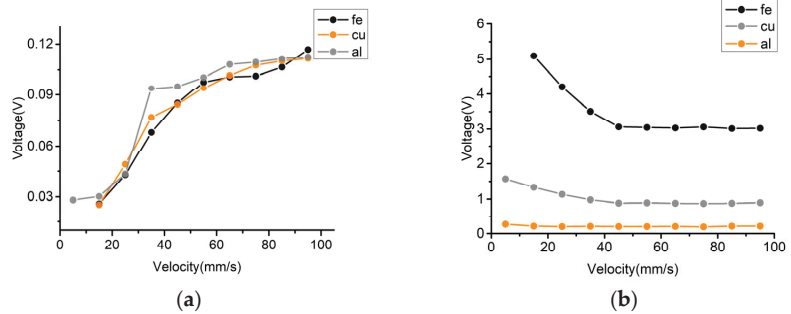 fe
cu
al
0.12
0.09
0.06
0.03
Voltage(V)
0 20 40 60 80 100
Velocity(mm/s)
(a)
fe
cu
al
6
5
4
3
2
1
0
Voltage(V)
0 20 40 60 80 100
Velocity(mm/s)
(b)